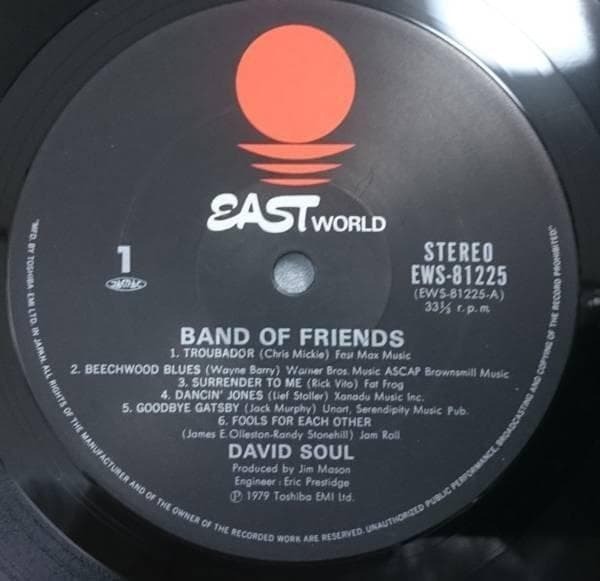 EAST WORLD
1
STEREO
EWS-81225
(EWS-81225-A)
33⅓ r. p. m.
BAND OF FRIENDS
1. TROUBADOR (Chris Mickie) Fast Max Music
2. BEECHWOOD BLUES (Wayne Barry) Warner Bros. Music ASCAP Brownsmill Music
3. SURRENDER TO ME (Rick Vito) Fat Frog
4. DANCIN' JONES (Lief Stoller) Xanadu Music Inc.
5. GOODBYE GATSBY (Jack Murphy) Unart, Serendipity Music Pub.
6. FOOLS FOR EACH OTHER
(James E. Olleston-Randy Stonehill) Jam Roll
DAVID SOUL
Produced by Jim Mason
Engineer : Eric Prestidge
Ⓟ 1979 Toshiba EMI Ltd.
"MFD. BY TOSHIBA EMI LTD. IN JAPAN. ALL RIGHTS OF THE MANUFACTURER AND OF THE OWNER OF THE RECORDED WORK ARE RESERVED. UNAUTHORIZED PUBLIC PERFORMANCE, BROADCASTING AND COPYING OF THE RECORD PROHIBITED"